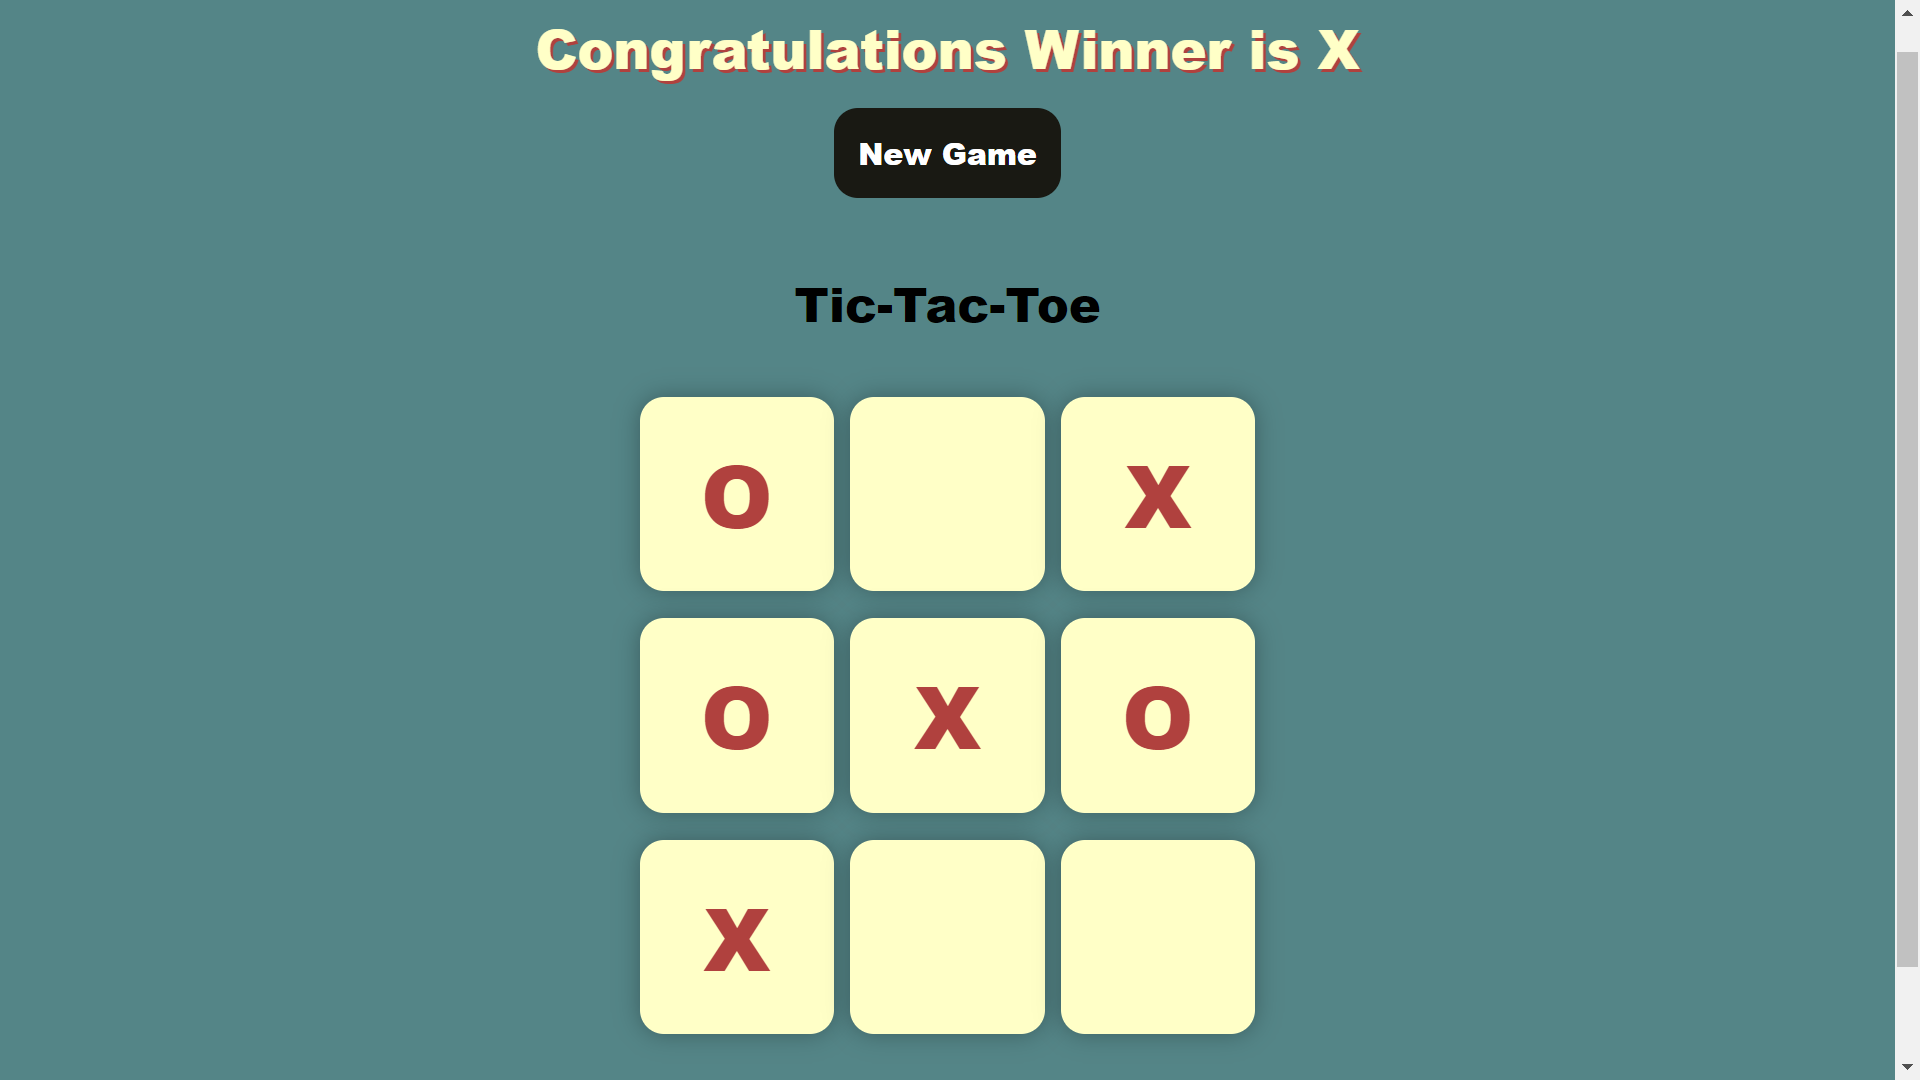 Congratulations Winner is X
New Game
Tic-Tac-Toe
O X
O X O
X